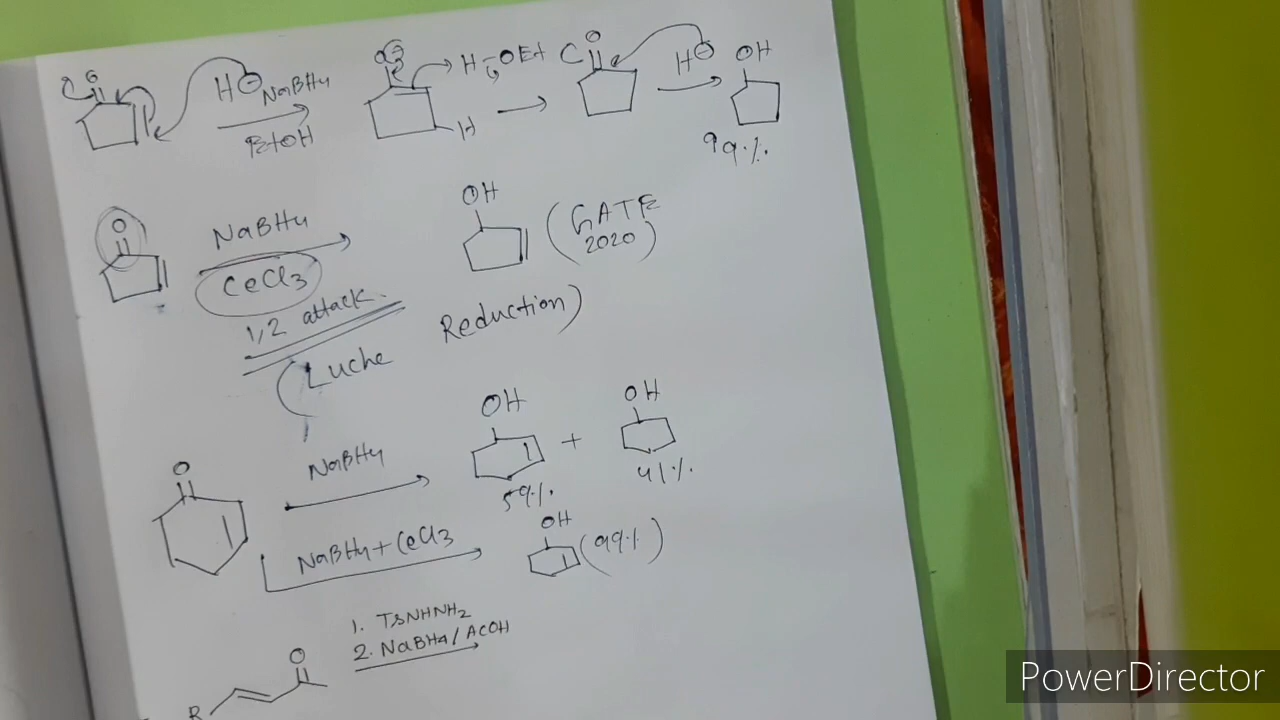 O H⊖ NaBH4 O⊖ H-OEt O H⊖ OH
EtOH H
99%
O NaBH4 OH (GATE
CeCl3 2020)
1,2 attack.
(Luche Reduction)
O NaBH4 OH + OH
59% 41%
NaBH4 + CeCl3 OH (99%)
1. TsNHNH2
2. NaBH4/AcOH
O
R
PowerDirector